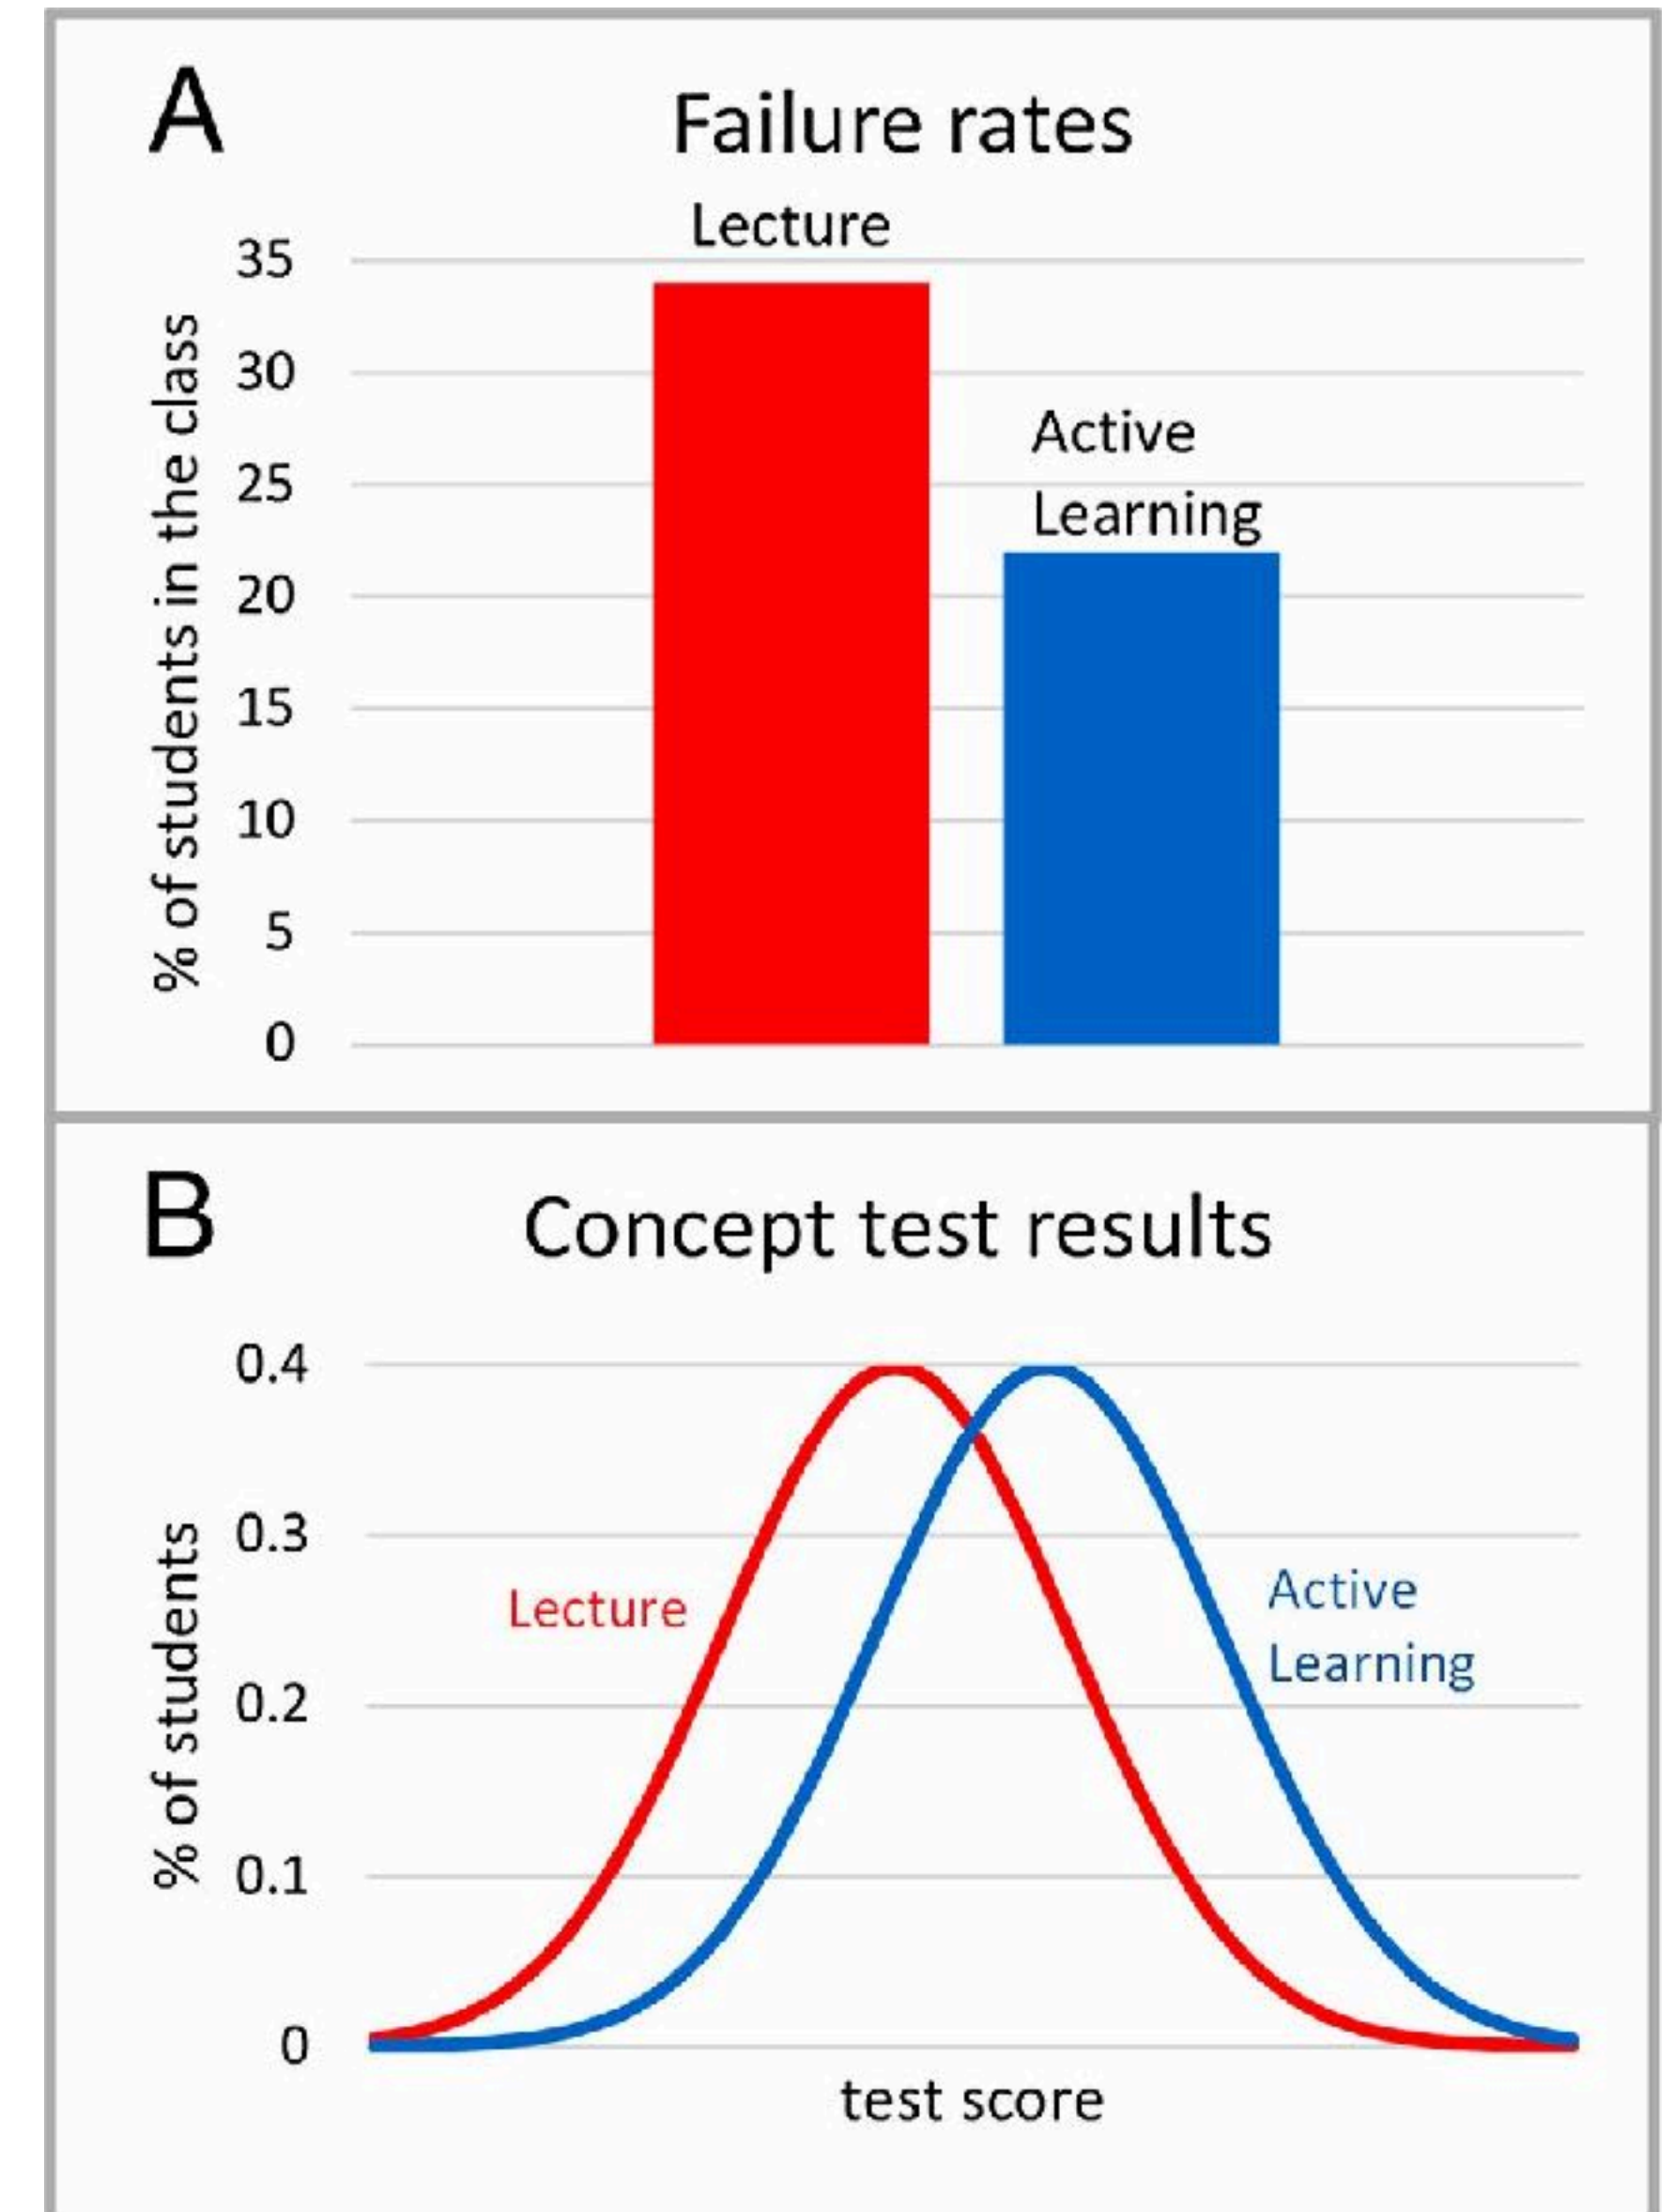 A
Failure rates
Lecture
Active
Learning
% of students in the class
35
30
25
20
15
10
5
0
B
Concept test results
% of students
0.4
0.3
0.2
0.1
0
Lecture
Active
Learning
test score